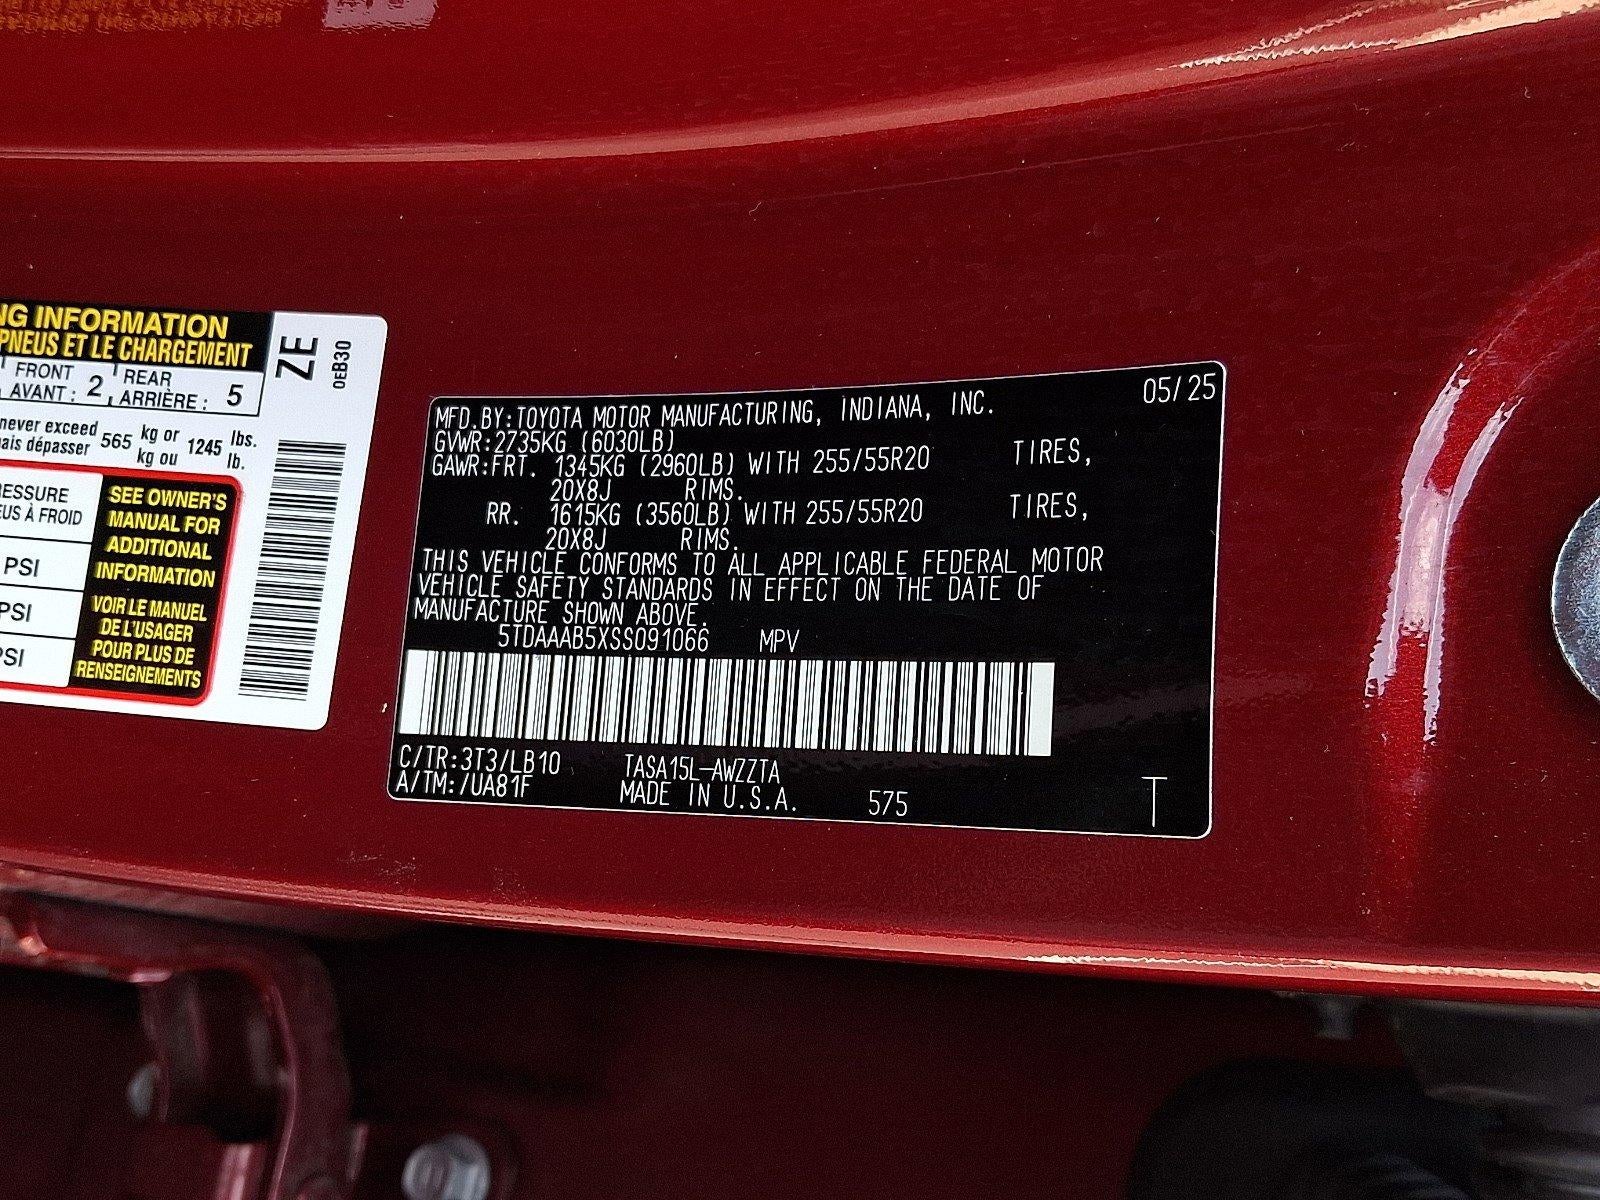 NG INFORMATION
PNEUS ET LE CHARGEMENT
FRONT
AVANT : 2
REAR
ARRIÈRE : 5
never exceed
ais dépasser 565 kg or
kg ou 1245 lbs.
lb.
ESSURE
US À FROID
PSI
PSI
PSI
SEE OWNER'S
MANUAL FOR
ADDITIONAL
INFORMATION
VOIR LE MANUEL
DE L'USAGER
POUR PLUS DE
RENSEIGNEMENTS
ZE
0EB30
MFD.BY:TOYOTA MOTOR MANUFACTURING, INDIANA, INC. 05/25
GVWR:2735KG (6030LB)
GAWR:FRT. 1345KG (2960LB) WITH 255/55R20 TIRES,
20X8J RIMS.
RR. 1615KG (3560LB) WITH 255/55R20 TIRES,
20X8J RIMS.
THIS VEHICLE CONFORMS TO ALL APPLICABLE FEDERAL MOTOR
VEHICLE SAFETY STANDARDS IN EFFECT ON THE DATE OF
MANUFACTURE SHOWN ABOVE.
5TDAAAB5XSS091066 MPV
C/TR:3T3/LB10 TASA15L-AWZZTA
A/TM:/UA81F MADE IN U.S.A. 575 T